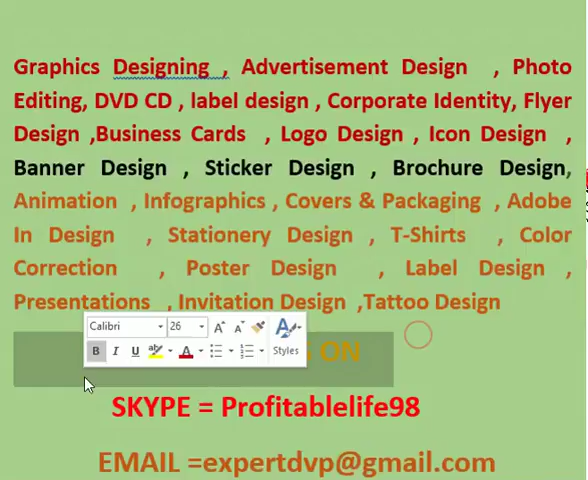 Graphics Designing , Advertisement Design , Photo
Editing, DVD CD , label design , Corporate Identity, Flyer
Design ,Business Cards , Logo Design , Icon Design ,
Banner Design , Sticker Design , Brochure Design,
Animation , Infographics , Covers & Packaging , Adobe
In Design , Stationery Design , T-Shirts , Color
Correction , Poster Design , Label Design ,
Presentations , Invitation Design ,Tattoo Design
Calibri 26
B I U Styles
ON
SKYPE = Profitablelife98
EMAIL =expertdvp@gmail.com